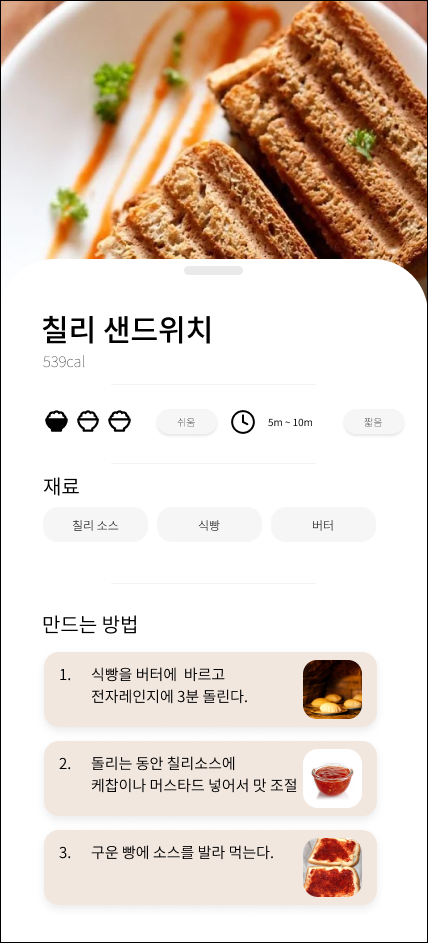 칠리 샌드위치
539cal
쉬움
5m ~ 10m
짧음
재료
칠리 소스
식빵
버터
만드는 방법
1. 식빵을 버터에 바르고
전자레인지에 3분 돌린다.
2. 돌리는 동안 칠리소스에
케찹이나 머스타드 넣어서 맛 조절
3. 구운 빵에 소스를 발라 먹는다.